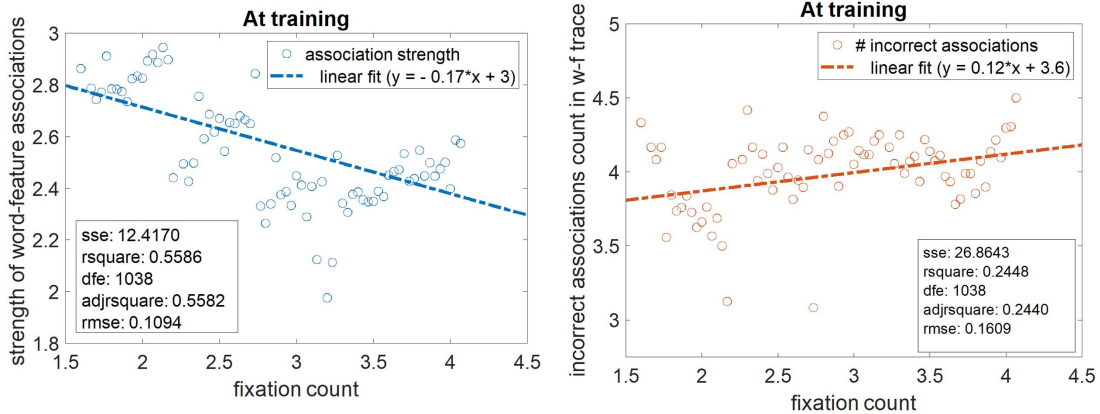 At training
strength of word-feature associations
3
2.8
2.6
2.4
2.2
2
1.8
association strength
linear fit (y = - 0.17*x + 3)
sse: 12.4170
rsquare: 0.5586
dfe: 1038
adjrsquare: 0.5582
rmse: 0.1094
1.5 2 2.5 3 3.5 4 4.5
fixation count
At training
incorrect associations count in w-f trace
5
4.5
4
3.5
3
# incorrect associations
linear fit (y = 0.12*x + 3.6)
sse: 26.8643
rsquare: 0.2448
dfe: 1038
adjrsquare: 0.2440
rmse: 0.1609
1.5 2 2.5 3 3.5 4 4.5
fixation count